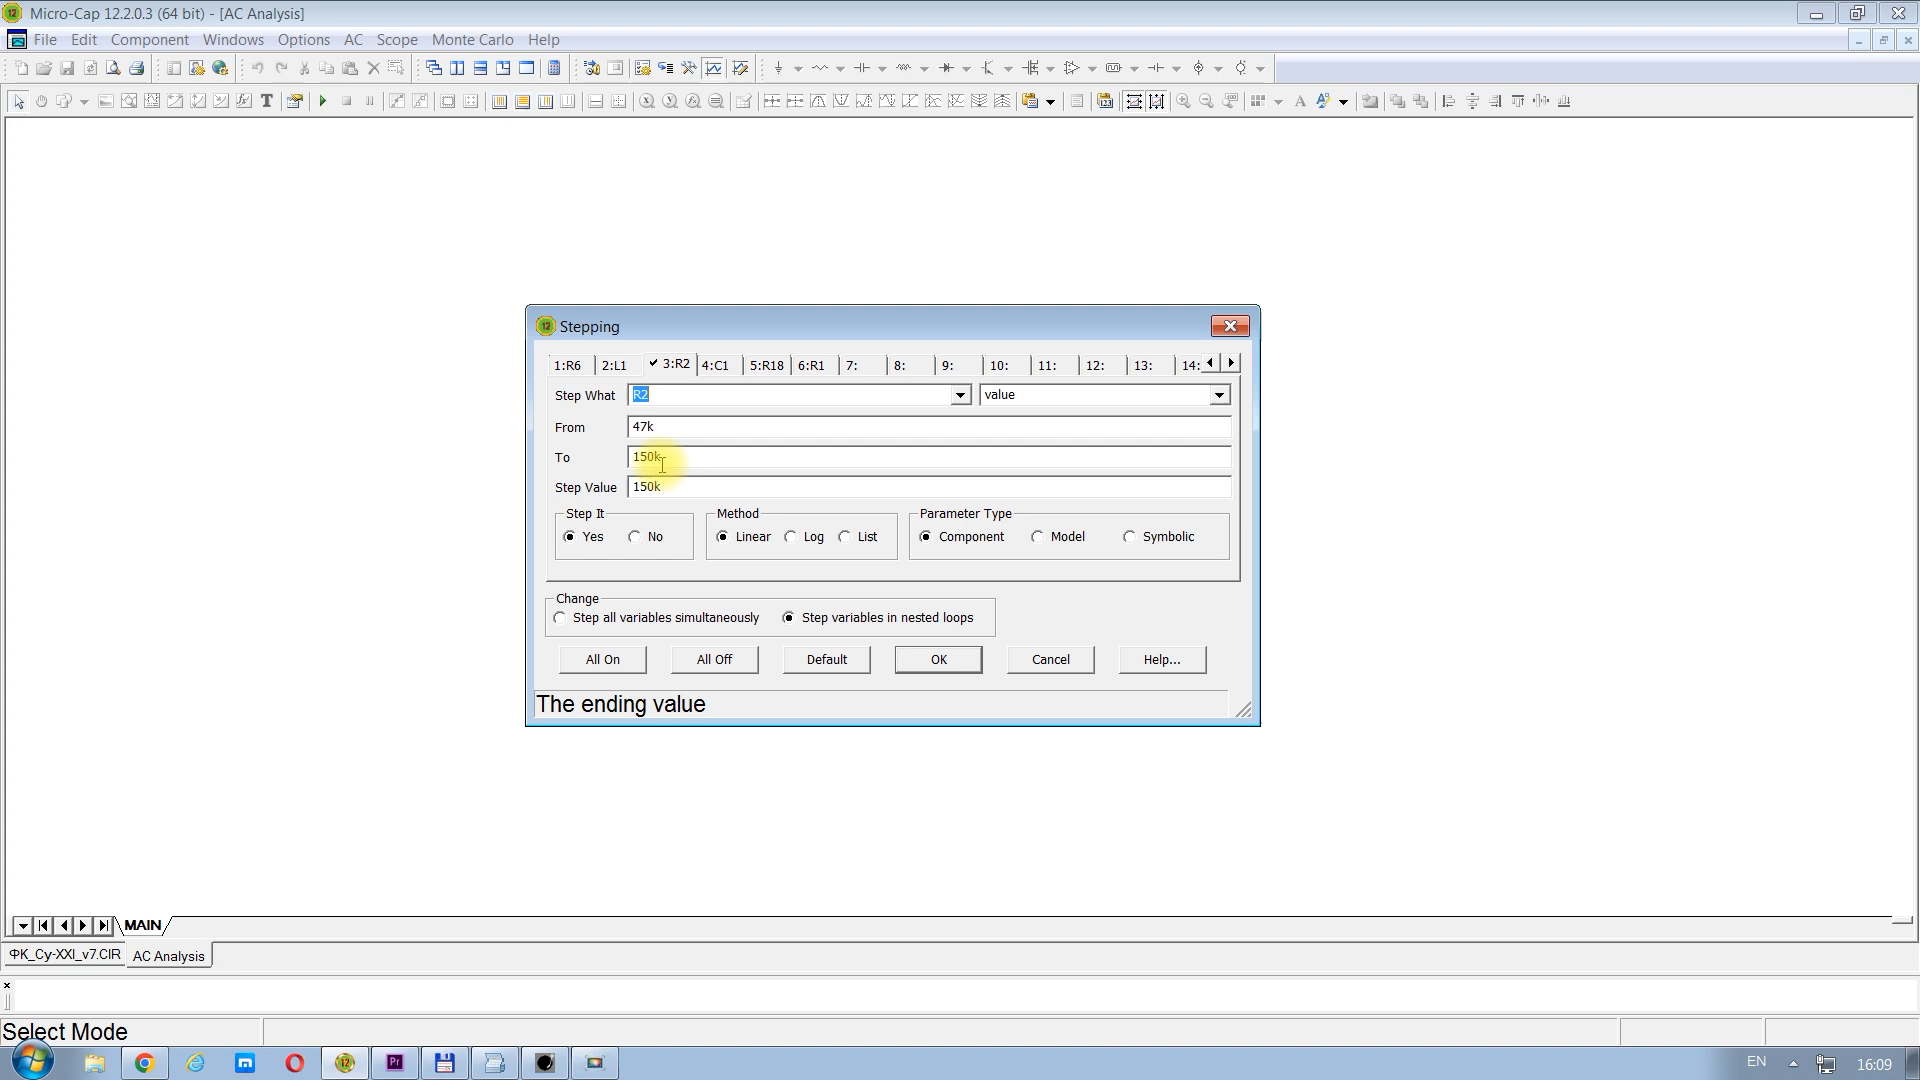 Micro-Cap 12.2.0.3 (64 bit) - [AC Analysis]
File Edit Component Windows Options AC Scope Monte Carlo Help
Stepping
1:R6 2:L1 3:R2 4:C1 5:R18 6:R1 7: 8: 9: 10: 11: 12: 13: 14:
Step What R2 value
From 47k
To 150k
Step Value 150k
Step It Method Parameter Type
Yes No Linear Log List Component Model Symbolic
Change
Step all variables simultaneously Step variables in nested loops
All On All Off Default OK Cancel Help...
The ending value
MAIN
ФК_Су-XXI_v7.CIR AC Analysis
Select Mode
EN 16:09